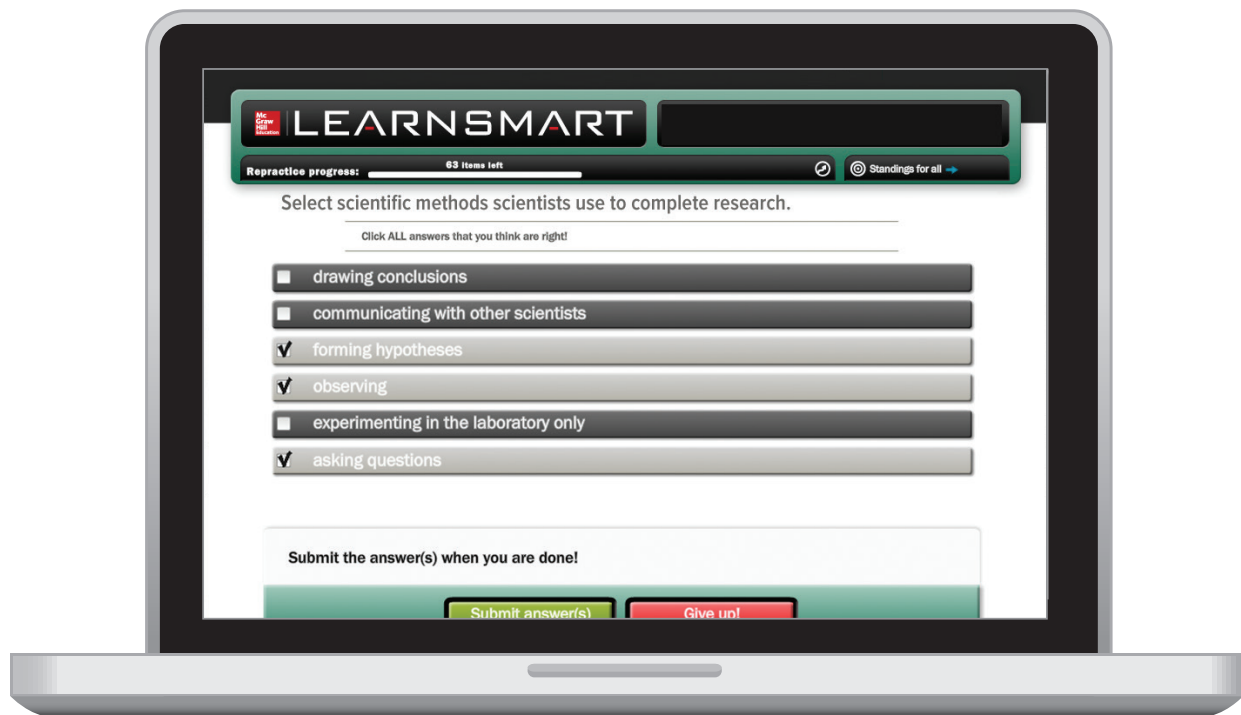 Mc
Graw
Hill
Education
LEARNSMART
Repractice progress:
63 Items left
Standings for all
Select scientific methods scientists use to complete research.
Click ALL answers that you think are right!
drawing conclusions
communicating with other scientists
forming hypotheses
observing
experimenting in the laboratory only
asking questions
Submit the answer(s) when you are done!
Submit answer(s)
Give up!